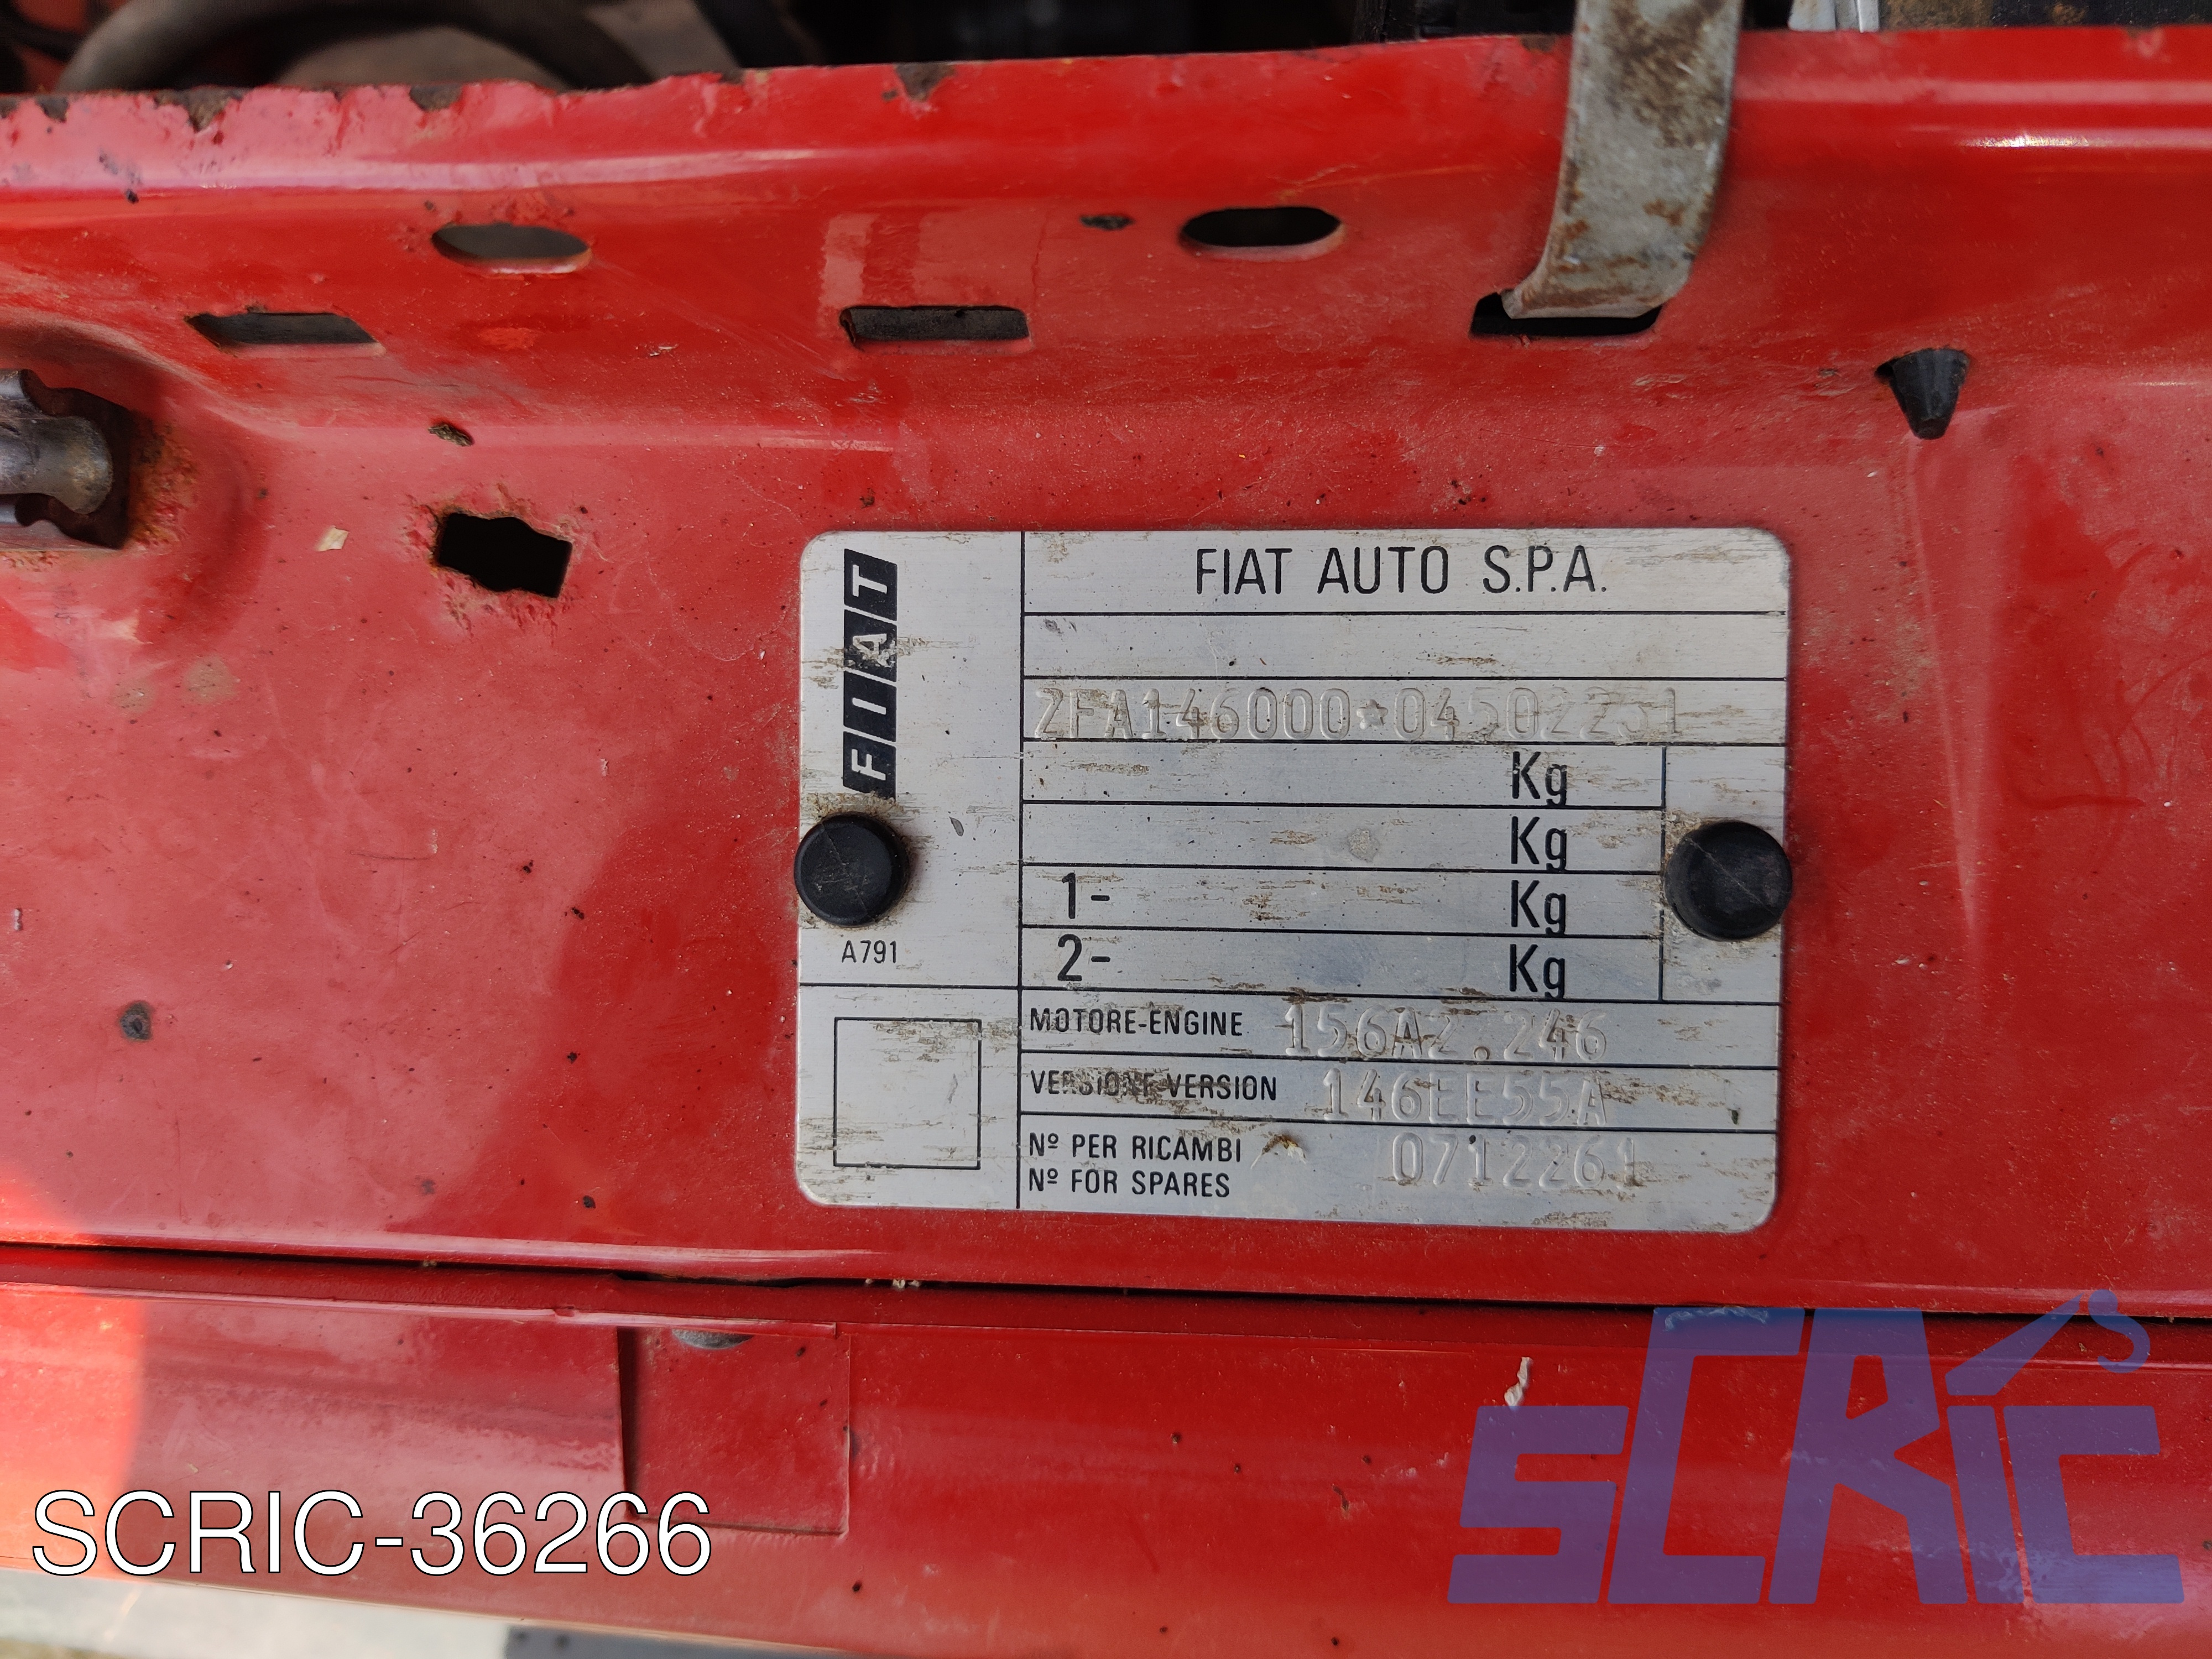 FIAT
FIAT AUTO S.P.A.
ZFA146000*04502251
Kg
Kg
1- Kg
2- Kg
A791
MOTORE-ENGINE 156A2.246
VERSIONE-VERSION 146EE55A
Nº PER RICAMBI 0712261
Nº FOR SPARES
SCRIC
SCRIC-36266